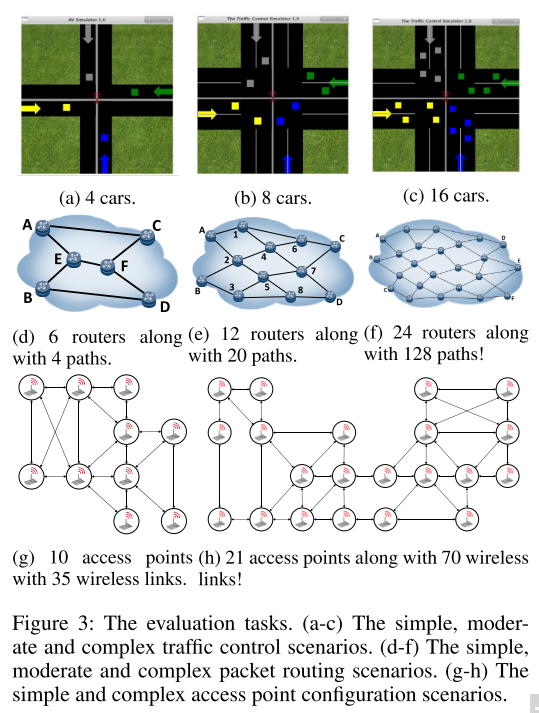 AV Simulator 1.0
The Traffic Control Simulator 1.0
The Traffic Control Simulator 1.0
(a) 4 cars.
(b) 8 cars.
(c) 16 cars.
A
C
E
F
B
D
A
1
6
C
2
4
7
B
3
5
8
D
A
D
B
E
C
F
(d) 6 routers along with 4 paths.
(e) 12 routers along with 20 paths.
(f) 24 routers along with 128 paths!
(g) 10 access points with 35 wireless links.
(h) 21 access points along with 70 wireless links!
Figure 3: The evaluation tasks. (a-c) The simple, moder-
ate and complex traffic control scenarios. (d-f) The simple,
moderate and complex packet routing scenarios. (g-h) The
simple and complex access point configuration scenarios.